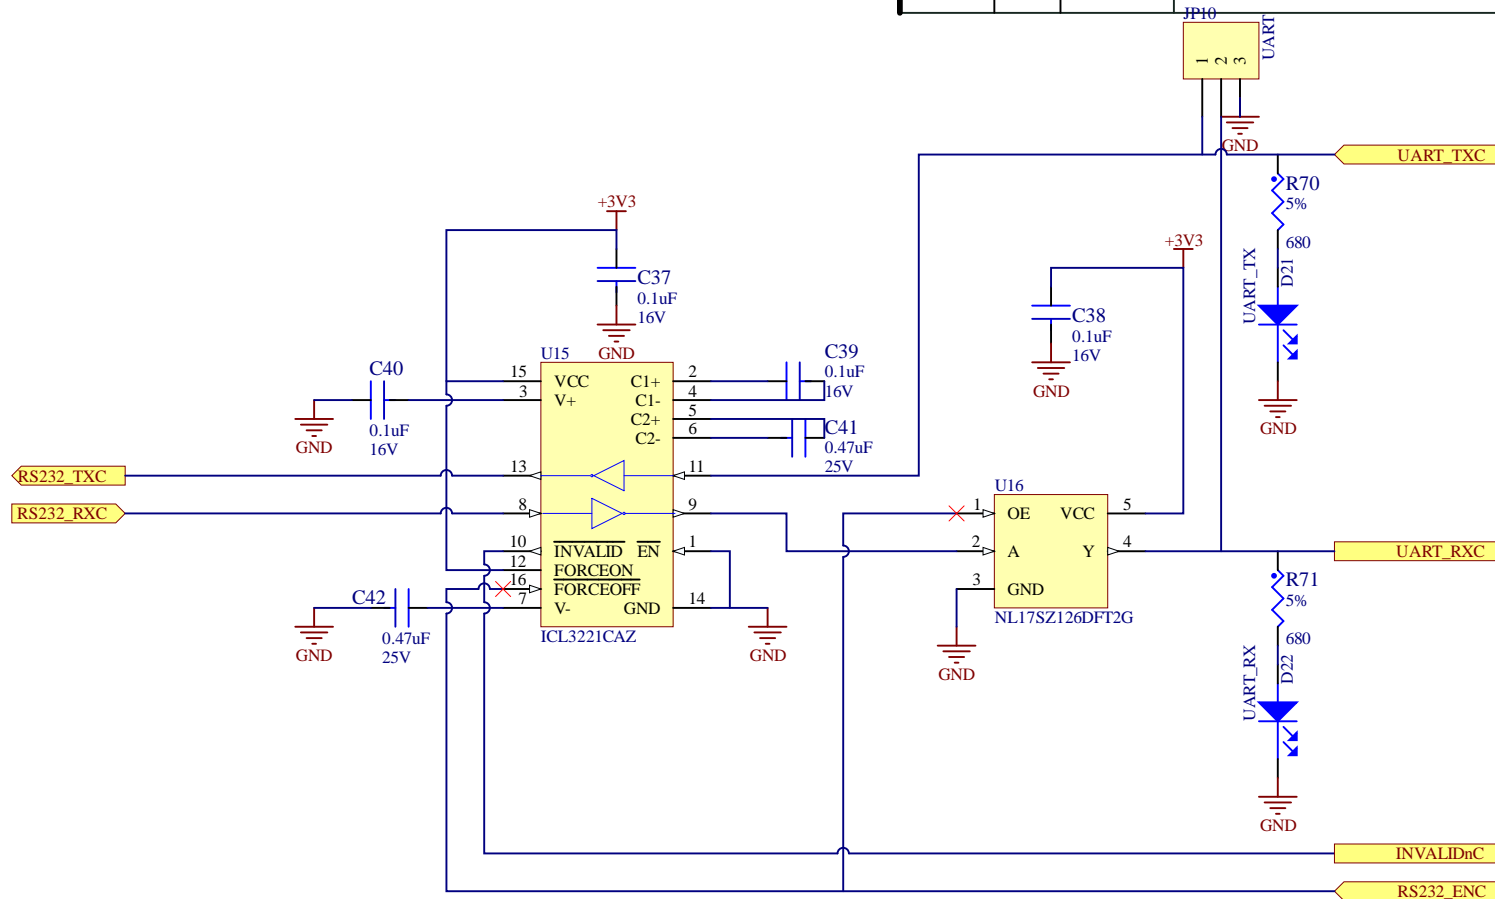 JP10
UART
1
2
3
GND
UART_TXC
R70
5%
680
UART_TX
D21
GND
+3V3
C37
0.1uF
16V
GND
+3V3
C38
0.1uF
16V
GND
U15
C40
0.1uF
16V
GND
15 VCC C1+ 2
3 V+ C1- 4
C2+ 5
C2- 6
C39
0.1uF
16V
C41
0.47uF
25V
RS232_TXC
13
11
RS232_RXC
8
9
10 INVALID EN 1
12 FORCEON
16 FORCEOFF
7 V- GND 14
ICL3221CAZ
C42
0.47uF
25V
GND
GND
U16
1 OE VCC 5
2 A Y 4
3 GND
NL17SZ126DFT2G
GND
UART_RXC
R71
5%
680
UART_RX
D22
GND
INVALIDnC
RS232_ENC